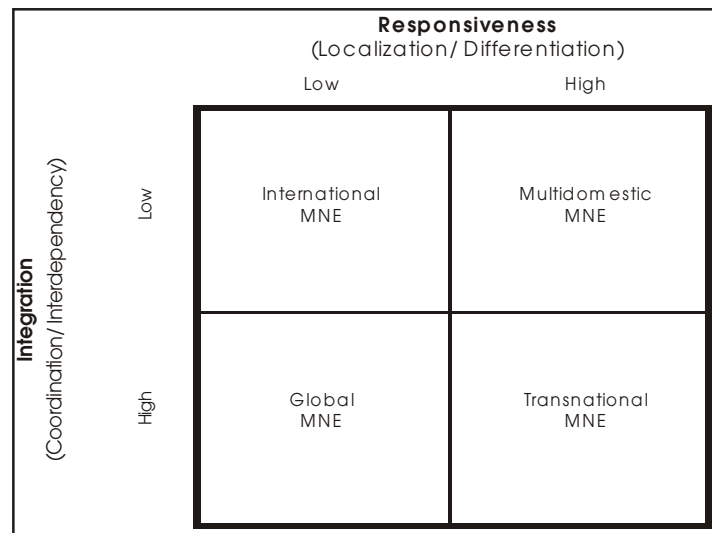 Responsiveness
(Localization/ Differentiation)
Low
High
Integration
(Coordination/ Interdependency)
Low
International
MNE
Multidomestic
MNE
High
Global
MNE
Transnational
MNE